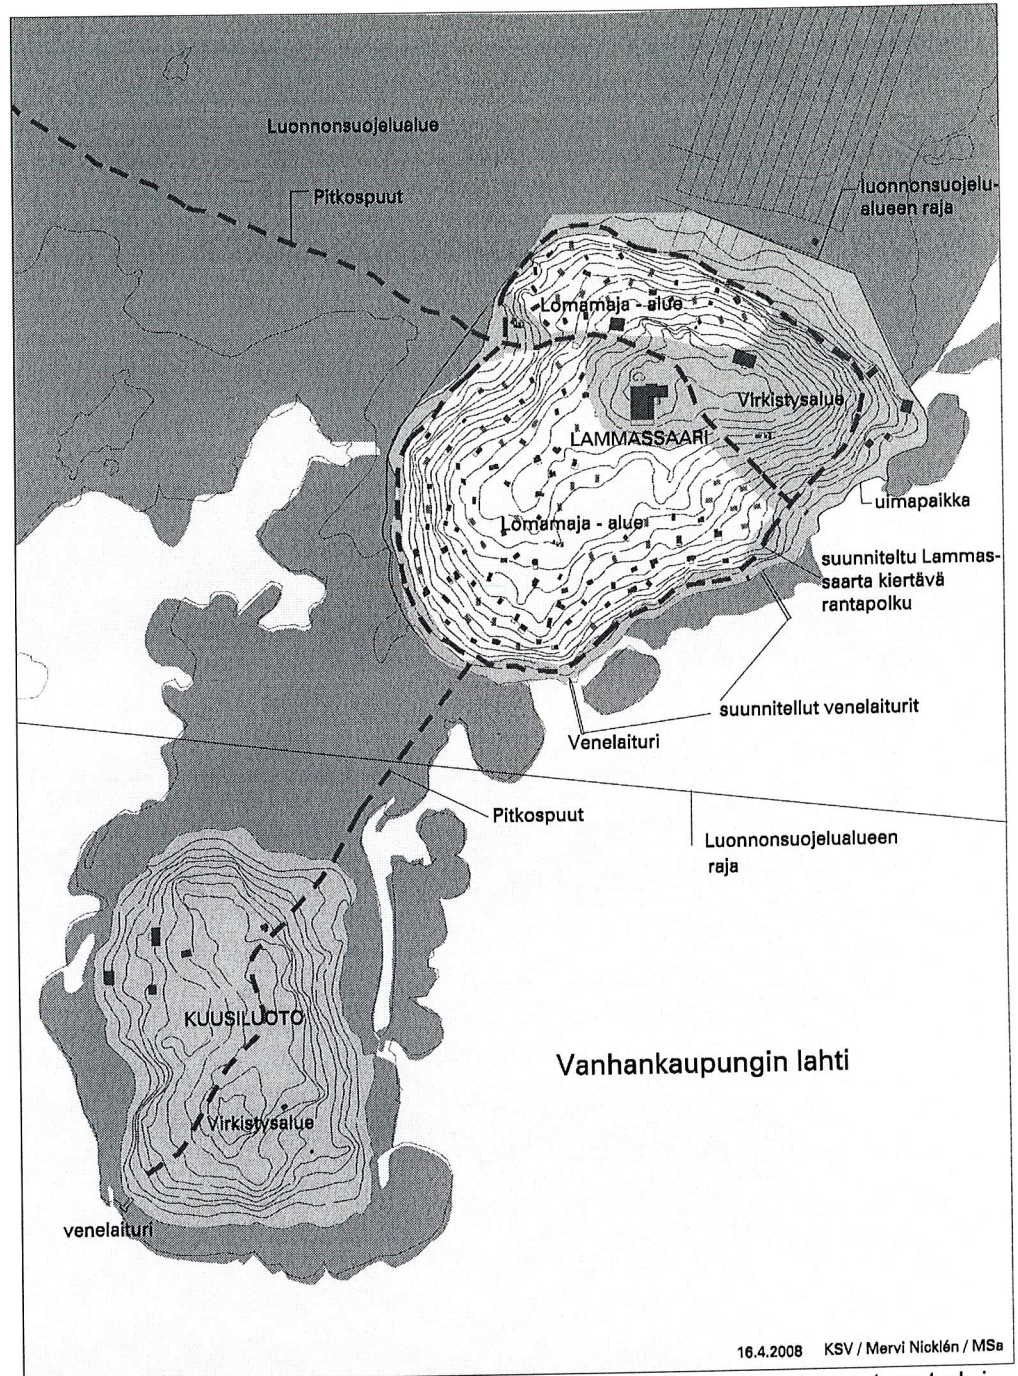 Luonnonsuojelualue
Pitkospuut
luonnonsuojelu-
alueen raja
Lomamaja - alue
Virkistysalue
LAMMASSAARI
uimapaikka
Lomamaja - alue
suunniteltu Lammas-
saarta kiertävä
rantapolku
suunnitellut venelaiturit
Venelaituri
Pitkospuut
Luonnonsuojelualueen
raja
KUUSILUOTO
Vanhankaupungin lahti
Virkistysalue
venelaituri
16.4.2008 KSV / Mervi Nicklén / MSa